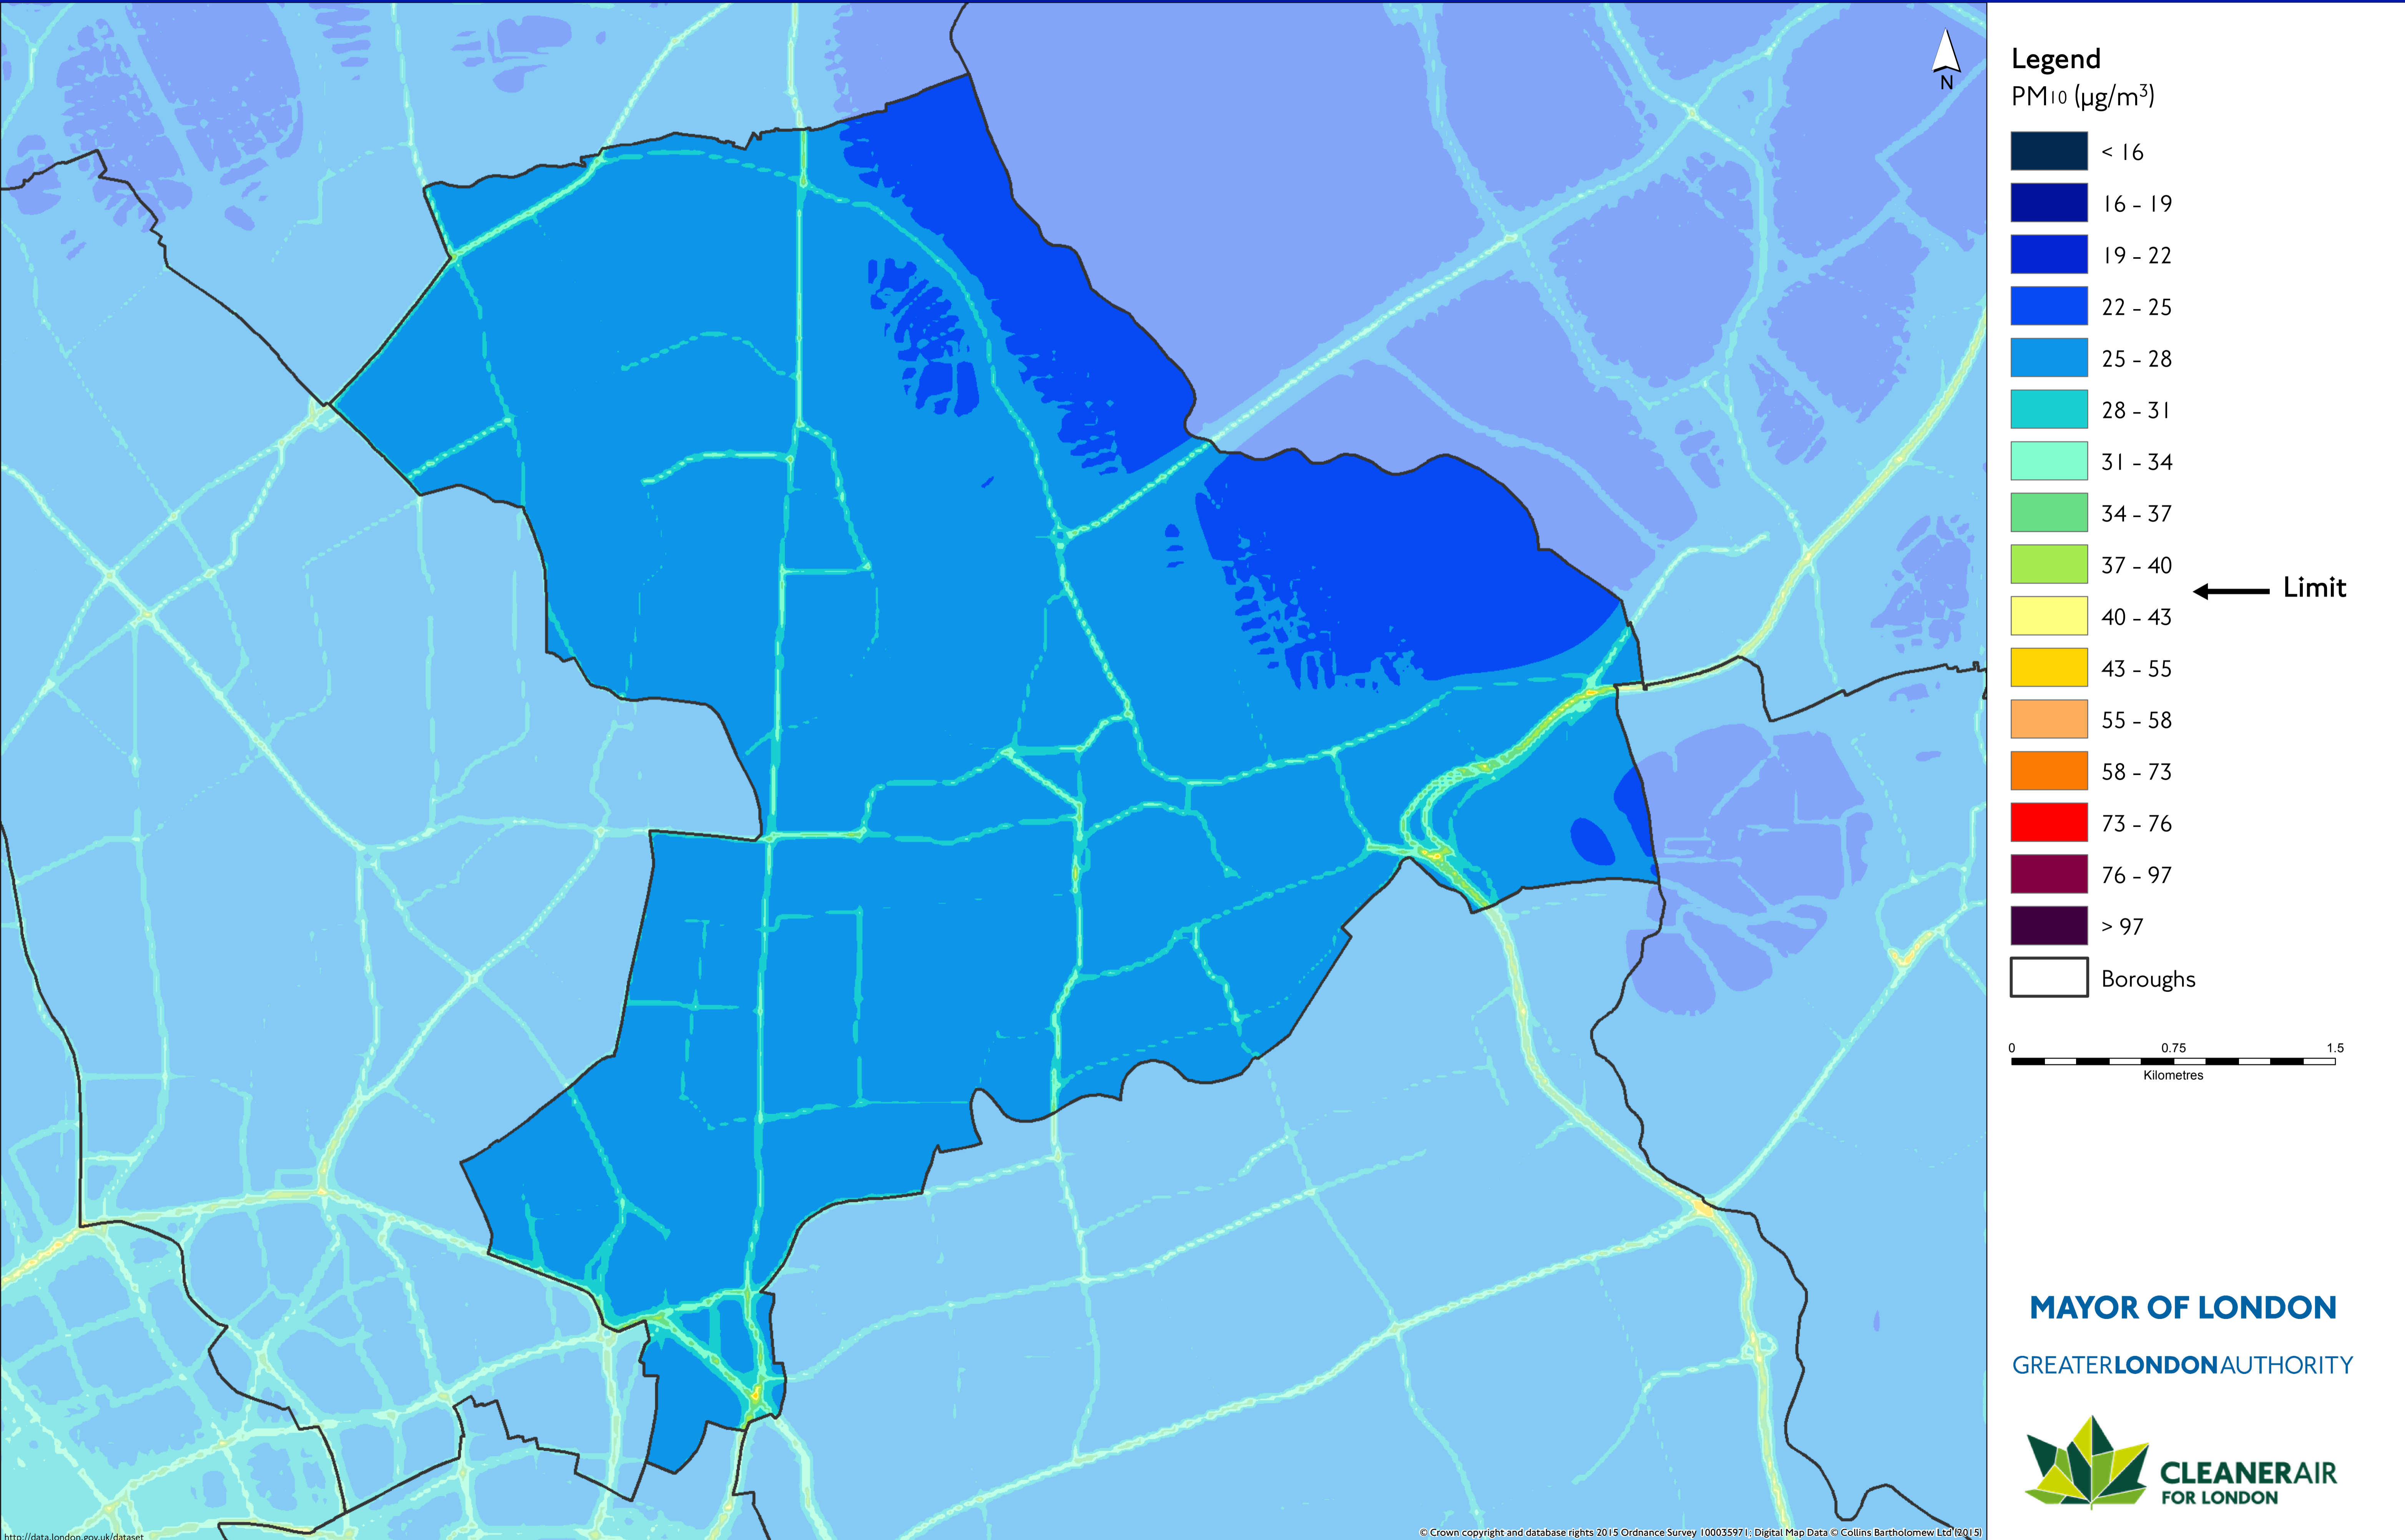 N
Legend
PM10 (µg/m³)
< 16
16 - 19
19 - 22
22 - 25
25 - 28
28 - 31
31 - 34
34 - 37
37 - 40
Limit
40 - 43
43 - 55
55 - 58
58 - 73
73 - 76
76 - 97
> 97
Boroughs
0 0.75 1.5
Kilometres
MAYOR OF LONDON
GREATERLONDONAUTHORITY
CLEANERAIR
FOR LONDON
http://data.london.gov.uk/dataset
© Crown copyright and database rights 2015 Ordnance Survey 100035971; Digital Map Data © Collins Bartholomew Ltd (2015)